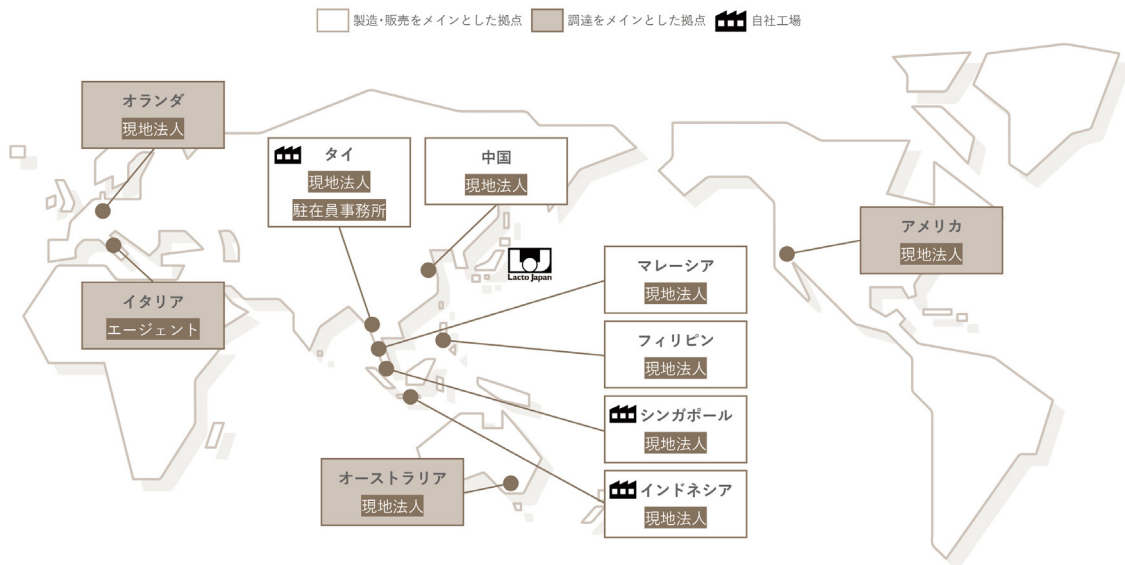 製造・販売をメインとした拠点
調達をメインとした拠点
自社工場
オランダ
現地法人
タイ
現地法人
駐在員事務所
中国
現地法人
アメリカ
現地法人
Lacto Japan
マレーシア
現地法人
イタリア
エージェント
フィリピン
現地法人
シンガポール
現地法人
オーストラリア
現地法人
インドネシア
現地法人